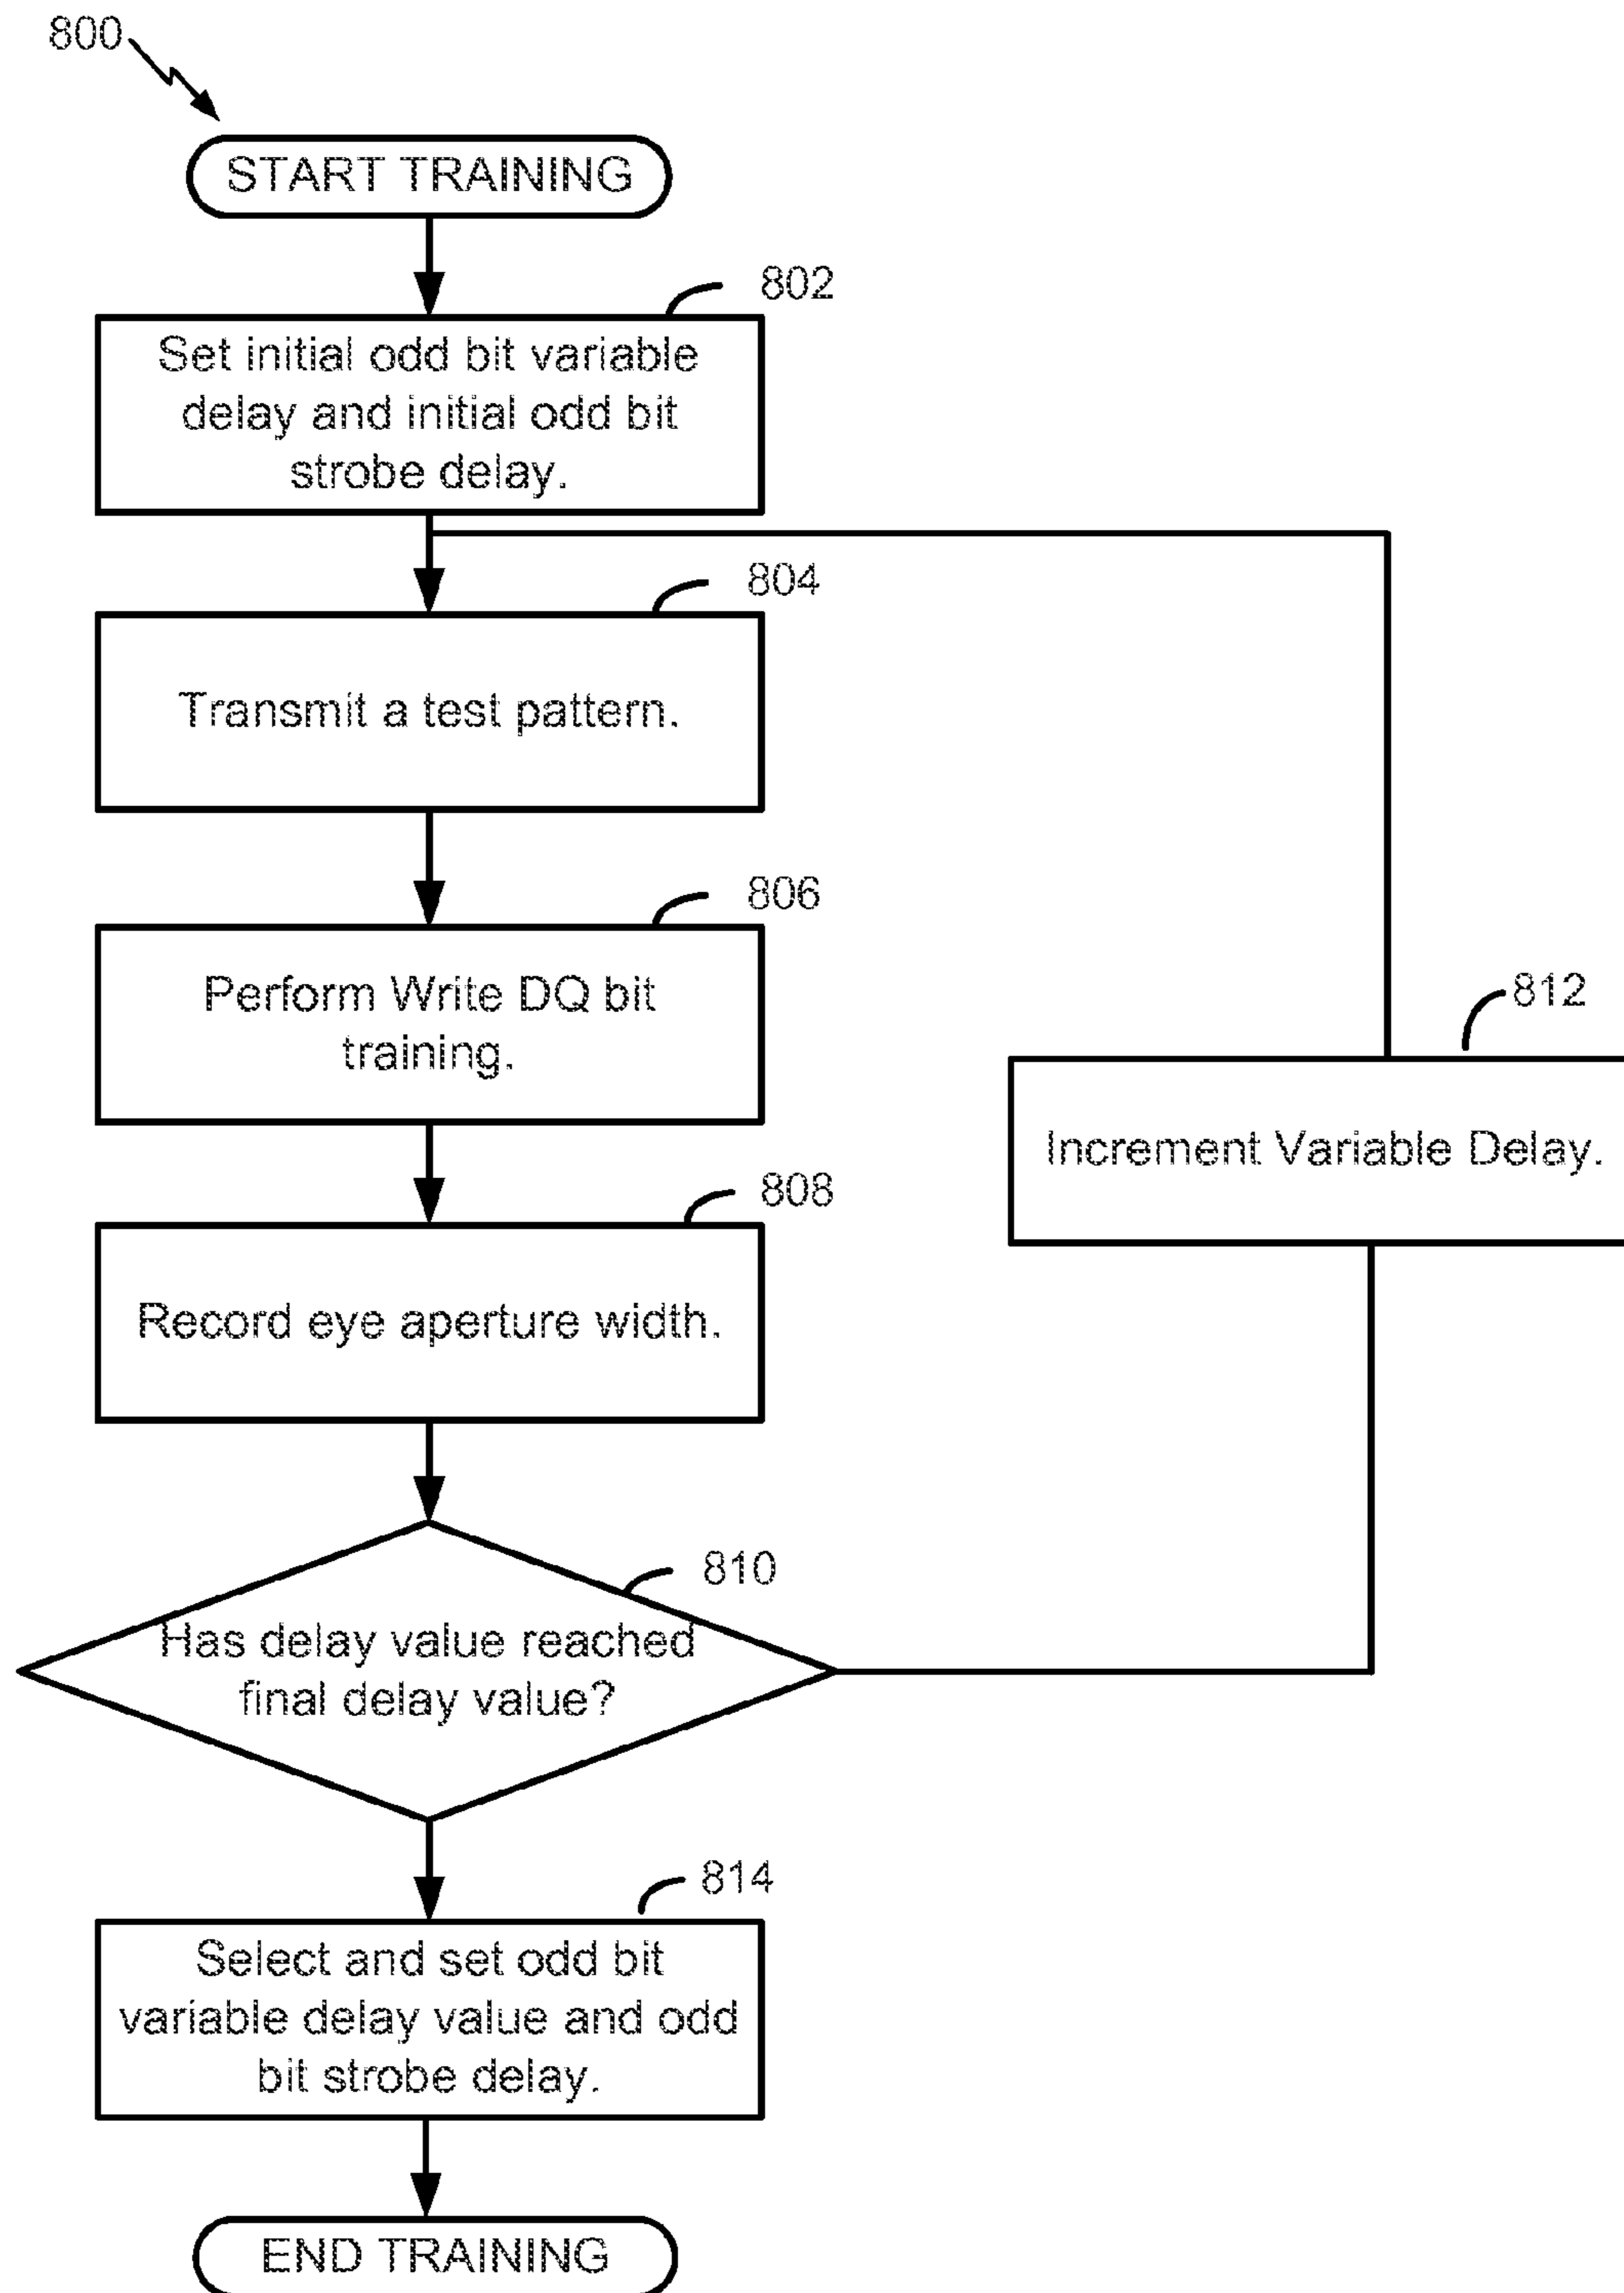 800
START TRAINING
802
Set initial odd bit variable
delay and initial odd bit
strobe delay.
804
Transmit a test pattern.
806
Perform Write DQ bit
training.
812
Increment Variable Delay.
808
Record eye aperture width.
810
Has delay value reached
final delay value?
814
Select and set odd bit
variable delay value and odd
bit strobe delay.
END TRAINING